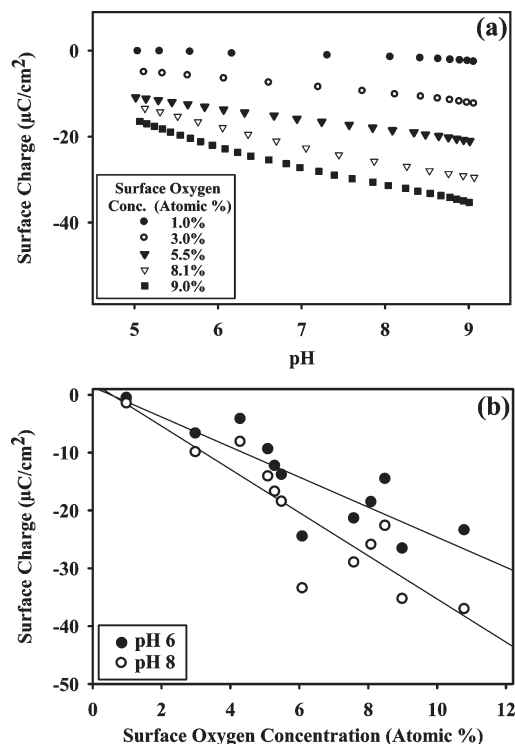 (a)
0
-20
-40
Surface Charge (µC/cm²)
Surface Oxygen
Conc. (Atomic %)
1.0%
3.0%
5.5%
8.1%
9.0%
5 6 7 8 9
pH
(b)
0
-10
-20
-30
-40
-50
Surface Charge (µC/cm²)
pH 6
pH 8
0 2 4 6 8 10 12
Surface Oxygen Concentration (Atomic %)